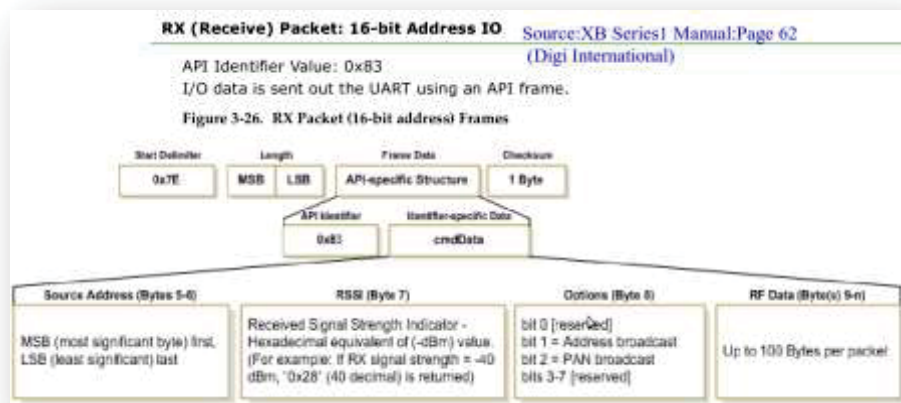 RX (Receive) Packet: 16-bit Address IO
Source:XB Series1 Manual:Page 62
(Digi International)
API Identifier Value: 0x83
I/O data is sent out the UART using an API frame.
Figure 3-26. RX Packet (16-bit address) Frames
Start Delimiter
Length
Frame Data
Checksum
0x7E
MSB
LSB
API-specific Structure
1 Byte
API Identifier
Identifier-specific Data
0x83
cmdData
Source Address (Bytes 5-6)
RSSI (Byte 7)
Options (Byte 8)
RF Data (Byte(s) 9-n)
MSB (most significant byte) first,
LSB (least significant) last
Received Signal Strength Indicator -
Hexadecimal equivalent of (-dBm) value.
(For example: If RX signal strength = -40
dBm, "0x28" (40 decimal) is returned)
bit 0 [reserved]
bit 1 = Address broadcast
bit 2 = PAN broadcast
bits 3-7 [reserved]
Up to 100 Bytes per packet